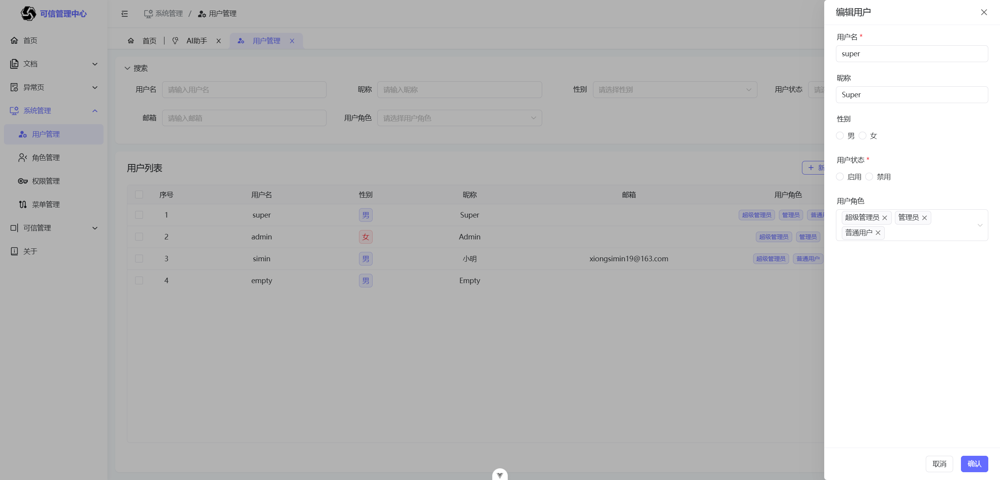 可信管理中心
首页
文档
异常页
系统管理
用户管理
角色管理
权限管理
菜单管理
可信管理
关于
系统管理 / 用户管理
首页 AI助手 用户管理
搜索
用户名 请输入用户名 昵称 请输入昵称 性别 请选择性别 用户状态 请
邮箱 请输入邮箱 用户角色 请选择用户角色
用户列表
新
序号 用户名 性别 昵称 邮箱 用户角色
1 super 男 Super 超级管理员 管理员 普通
2 admin 女 Admin 超级管理员 管理员
3 simin 男 小明 xiongsimin19@163.com 超级管理员 普通用户
4 empty 男 Empty
编辑用户
用户名 *
super
昵称
Super
性别
男 女
用户状态 *
启用 禁用
用户角色
超级管理员 管理员
普通用户
取消 确认